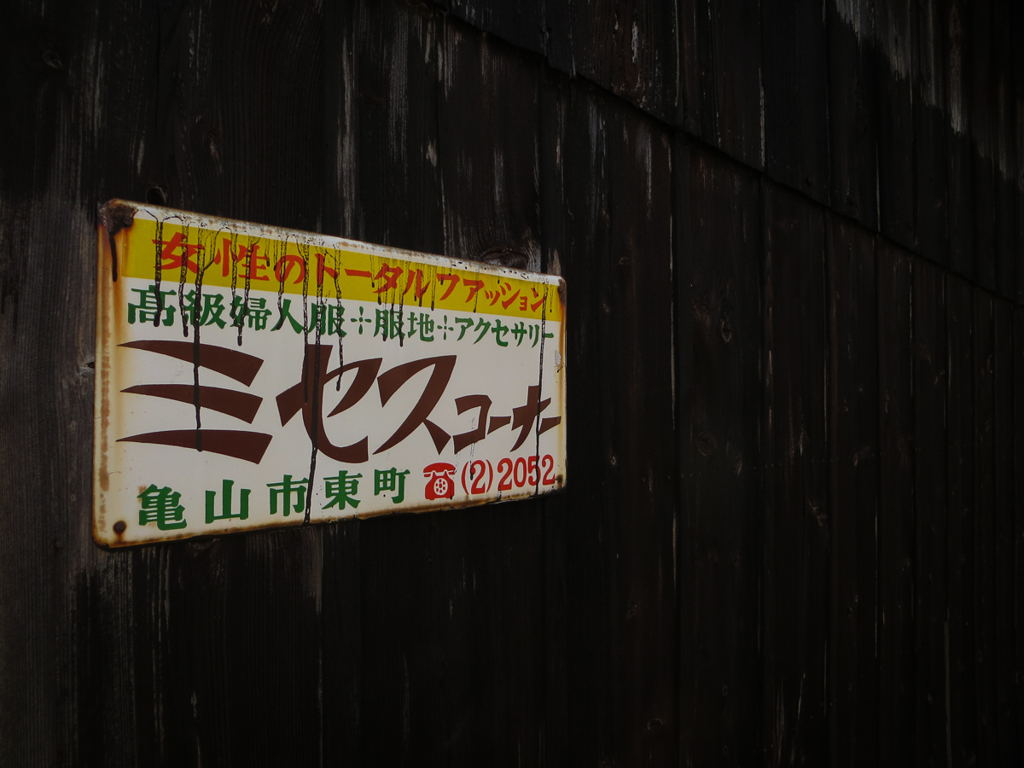 女性のトータルファッション
高級婦人服＋服地＋アクセサリー
ミセスコーナー
亀山市東町 ☎(2)2052